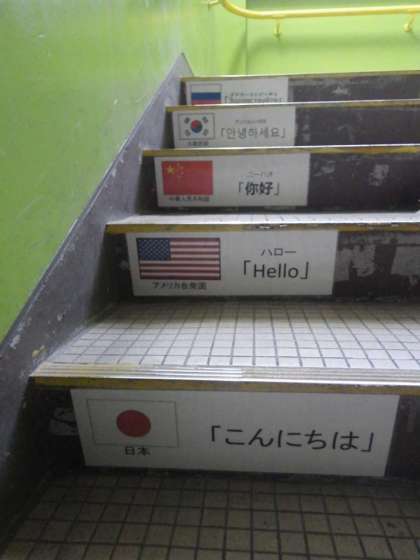 「안녕하세요」
大韓民国
ニーハオ
「你好」
中華人民共和国
ハロー
「Hello」
アメリカ合衆国
「こんにちは」
日本